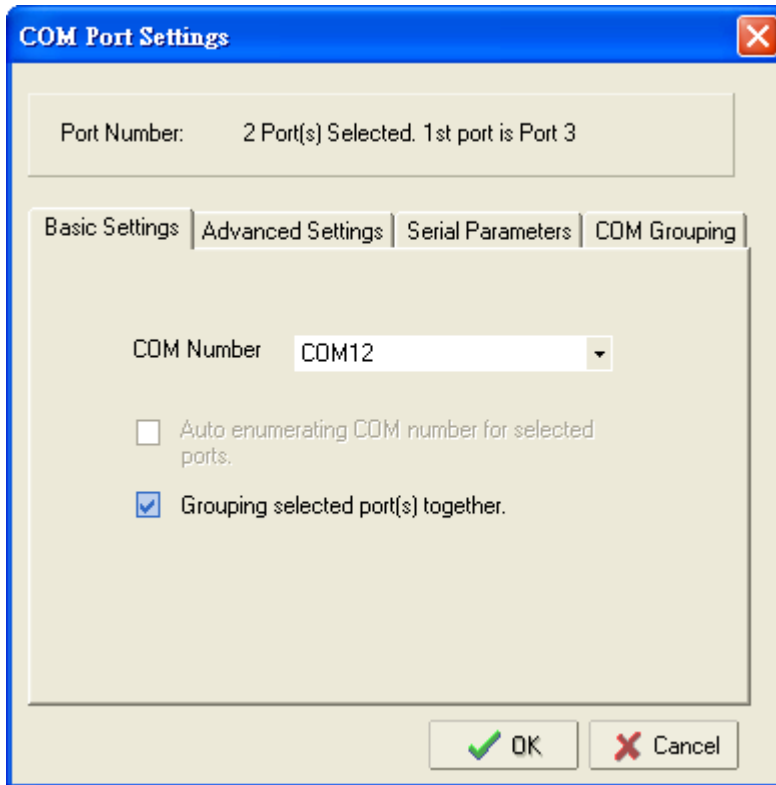 COM Port Settings
Port Number: 2 Port(s) Selected. 1st port is Port 3
Basic Settings Advanced Settings Serial Parameters COM Grouping
COM Number COM12
Auto enumerating COM number for selected
ports.
Grouping selected port(s) together.
OK Cancel